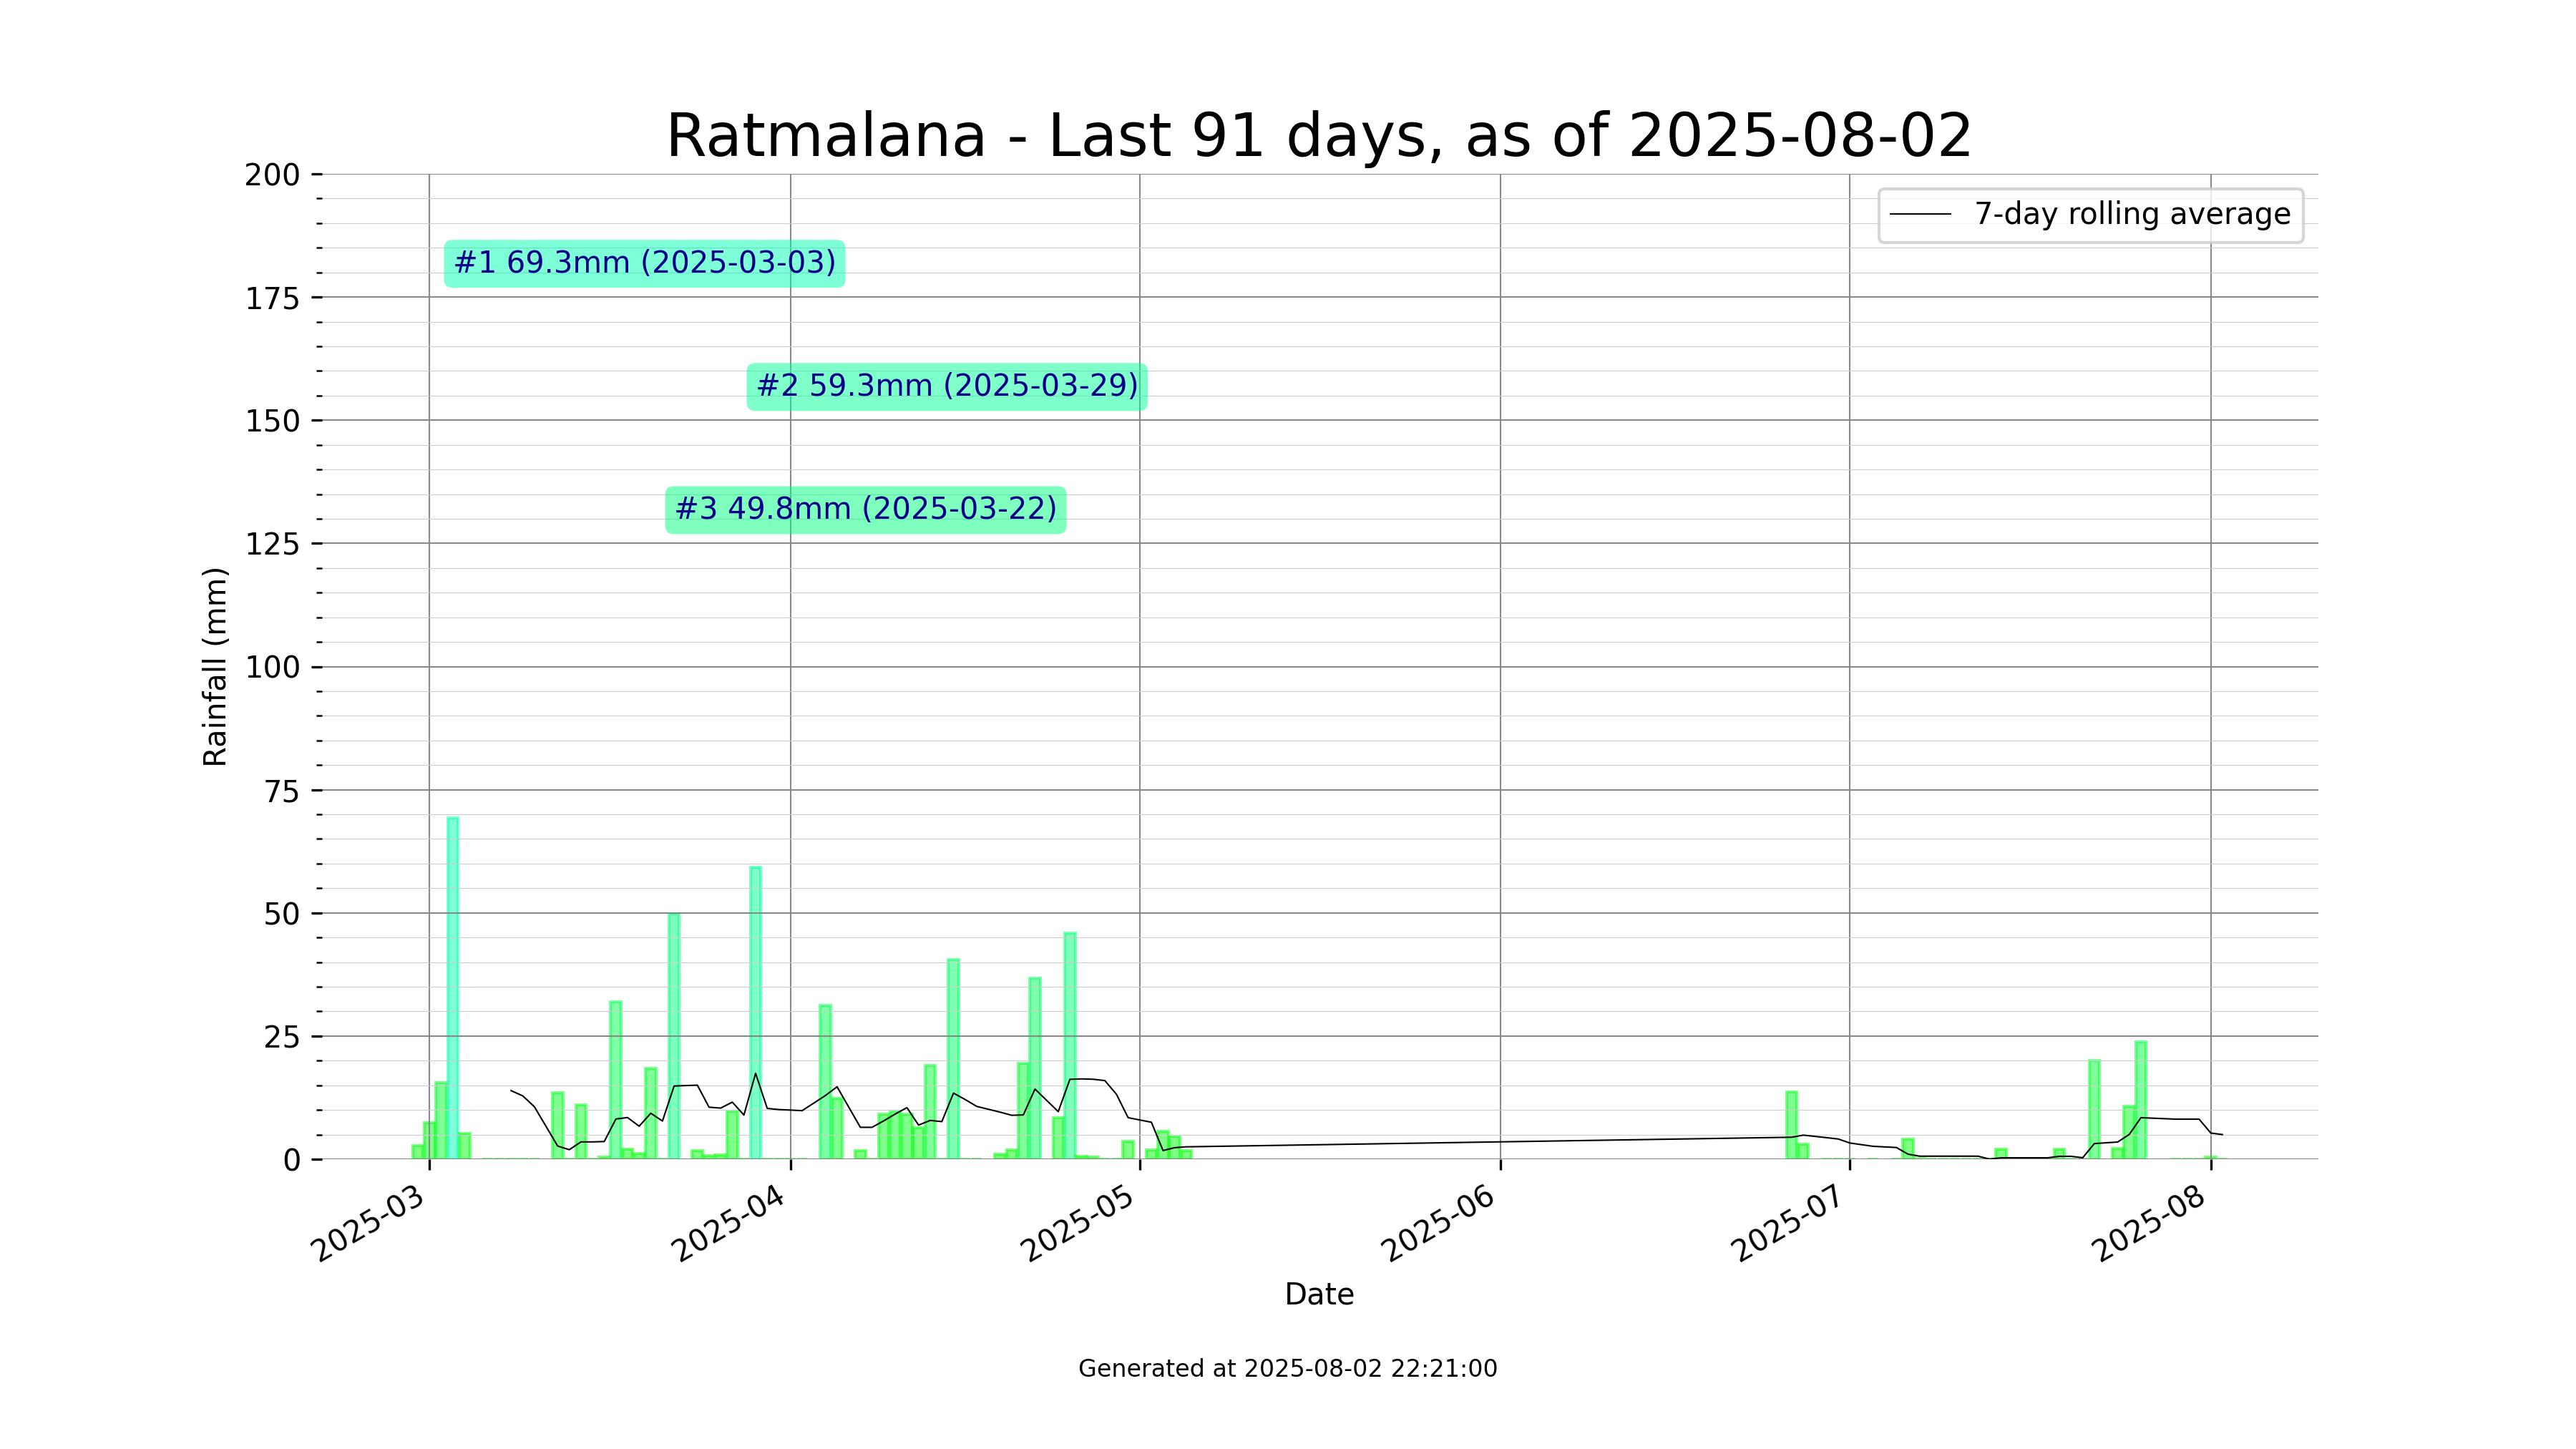 Ratmalana - Last 91 days, as of 2025-08-02
7-day rolling average
#1 69.3mm (2025-03-03)
#2 59.3mm (2025-03-29)
#3 49.8mm (2025-03-22)
Rainfall (mm)
200
175
150
125
100
75
50
25
0
2025-03
2025-04
2025-05
2025-06
2025-07
2025-08
Date
Generated at 2025-08-02 22:21:00